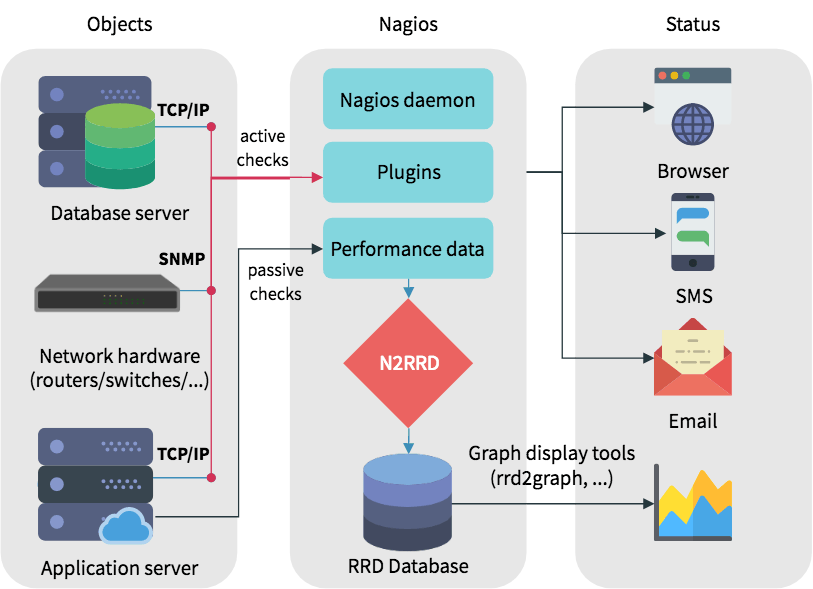 Objects
Nagios
Status
TCP/IP
Database server
SNMP
Network hardware
(routers/switches/...)
TCP/IP
Application server
active
checks
passive
checks
Nagios daemon
Plugins
Performance data
N2RRD
RRD Database
Graph display tools
(rrd2graph, ...)
Browser
SMS
Email